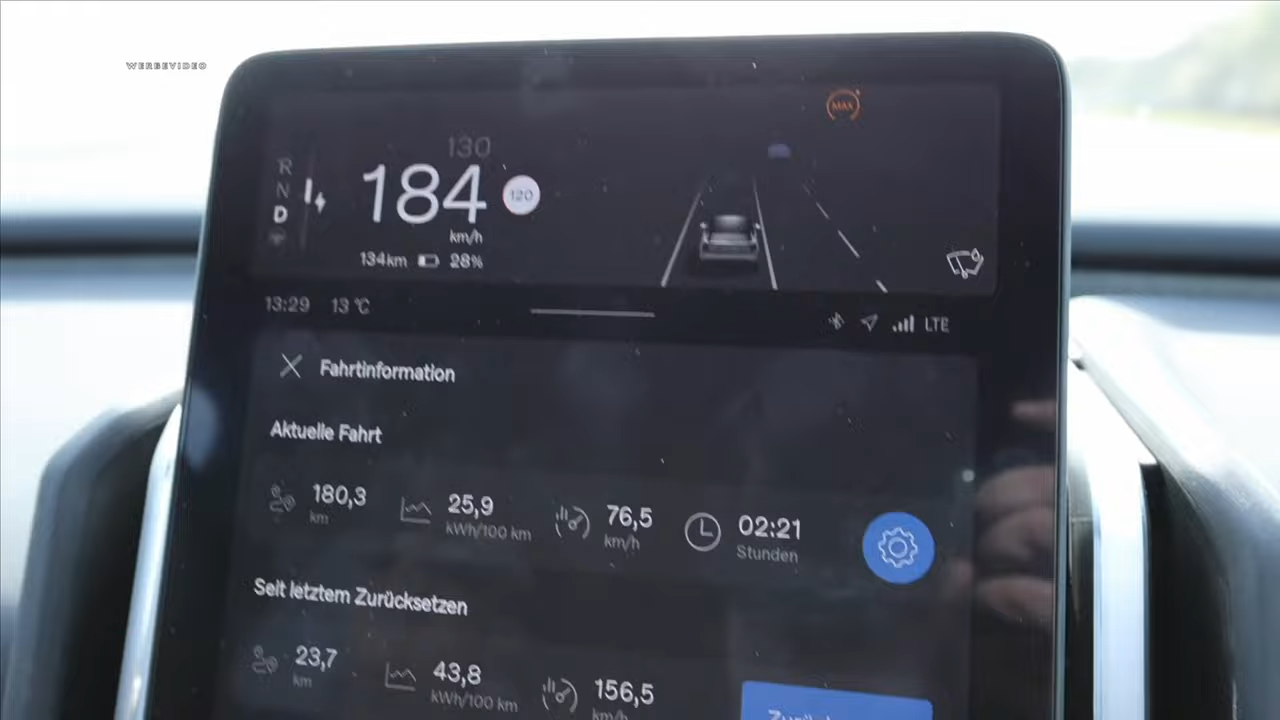 WERBEVIDEO
MAX
130
R
N
D
184
120
km/h
134km 28%
13:29 13 °C
LTE
Fahrtinformation
Aktuelle Fahrt
180,3 25,9 76,5 02:21
km kWh/100 km km/h Stunden
Seit letztem Zurücksetzen
23,7 43,8 156,5
km kWh/100 km km/h